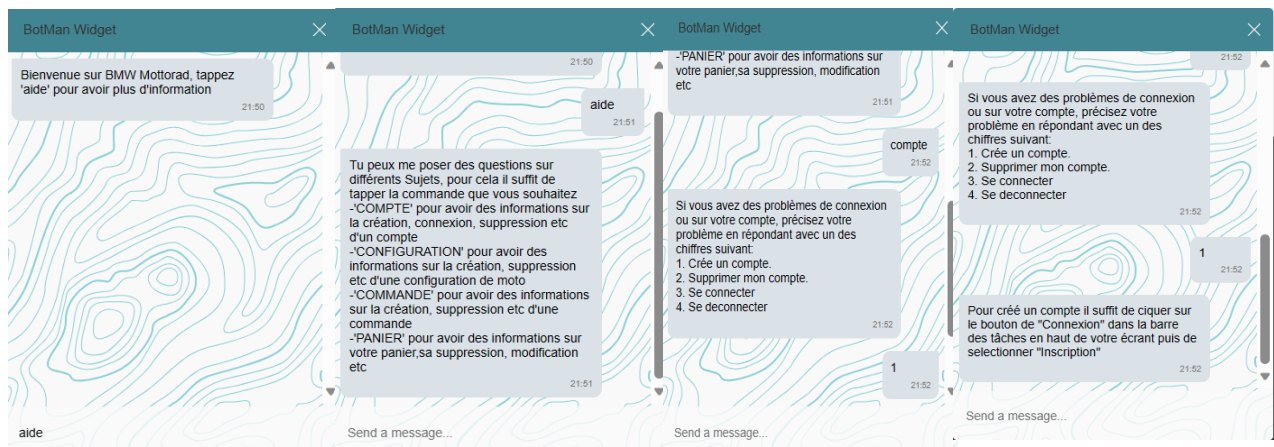 BotMan Widget
Bienvenue sur BMW Mottorad, tappez
'aide' pour avoir plus d'information
21:50
aide
BotMan Widget
21:50
aide
21:51
Tu peux me poser des questions sur
différents Sujets, pour cela il suffit de
tapper la commande que vous souhaitez
-'COMPTE' pour avoir des informations sur
la création, connexion, suppression etc
d'un compte
-'CONFIGURATION' pour avoir des
informations sur la création, suppression
etc d'une configuration de moto
-'COMMANDE' pour avoir des informations
sur la création, suppression etc d'une
commande
-'PANIER' pour avoir des informations sur
votre panier,sa suppression, modification
etc
21:51
Send a message...
BotMan Widget
-'PANIER' pour avoir des informations sur
votre panier,sa suppression, modification
etc
21:51
compte
21:52
Si vous avez des problèmes de connexion
ou sur votre compte, précisez votre
problème en répondant avec un des
chiffres suivant:
1. Crée un compte.
2. Supprimer mon compte.
3. Se connecter
4. Se deconnecter
21:52
1
21:52
Send a message...
BotMan Widget
21:52
Si vous avez des problèmes de connexion
ou sur votre compte, précisez votre
problème en répondant avec un des
chiffres suivant:
1. Crée un compte.
2. Supprimer mon compte.
3. Se connecter
4. Se deconnecter
21:52
1
21:52
Pour créé un compte il suffit de ciquer sur
le bouton de "Connexion" dans la barre
des tâches en haut de votre écrant puis de
selectionner "Inscription"
21:52
Send a message...